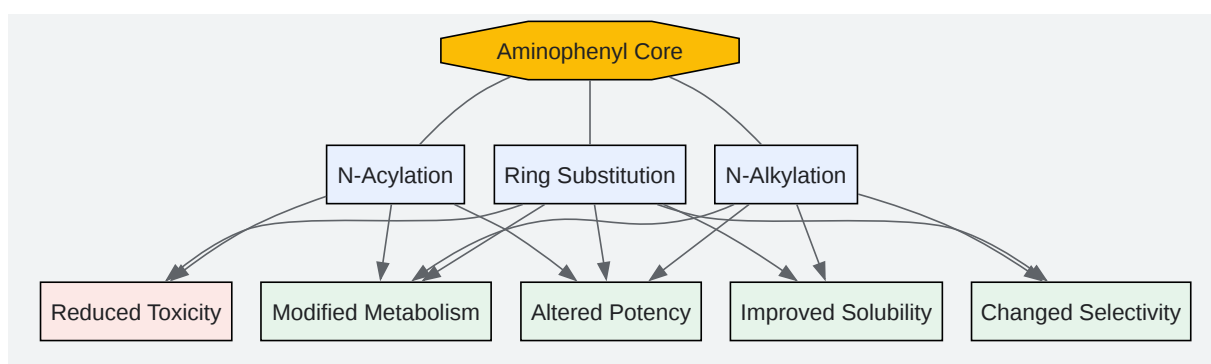 Aminophenyl Core
N-Acylation
Ring Substitution
N-Alkylation
Reduced Toxicity
Modified Metabolism
Altered Potency
Improved Solubility
Changed Selectivity